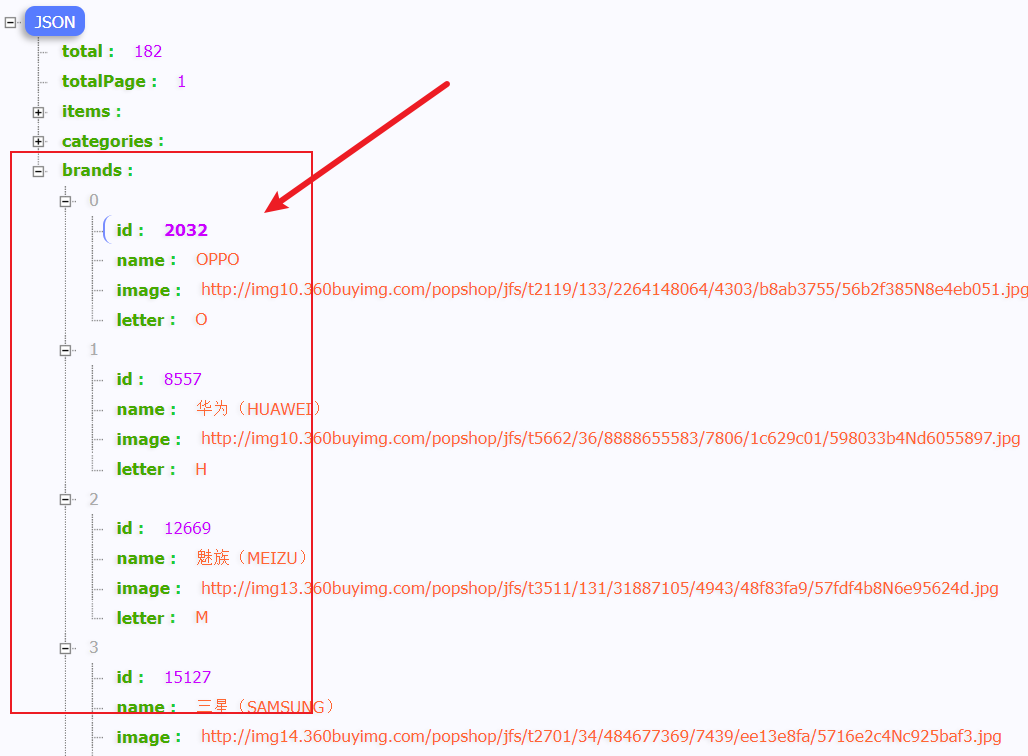 JSON
total : 182
totalPage : 1
items :
categories :
brands :
0
id : 2032
name : OPPO
image : http://img10.360buyimg.com/popshop/jfs/t2119/133/2264148064/4303/b8ab3755/56b2f385N8e4eb051.jpg
letter : O
1
id : 8557
name : 华为（HUAWEI）
image : http://img10.360buyimg.com/popshop/jfs/t5662/36/8888655583/7806/1c629c01/598033b4Nd6055897.jpg
letter : H
2
id : 12669
name : 魅族（MEIZU）
image : http://img13.360buyimg.com/popshop/jfs/t3511/131/31887105/4943/48f83fa9/57fdf4b8N6e95624d.jpg
letter : M
3
id : 15127
name : 三星（SAMSUNG）
image : http://img14.360buyimg.com/popshop/jfs/t2701/34/484677369/7439/ee13e8fa/5716e2c4Nc925baf3.jpg